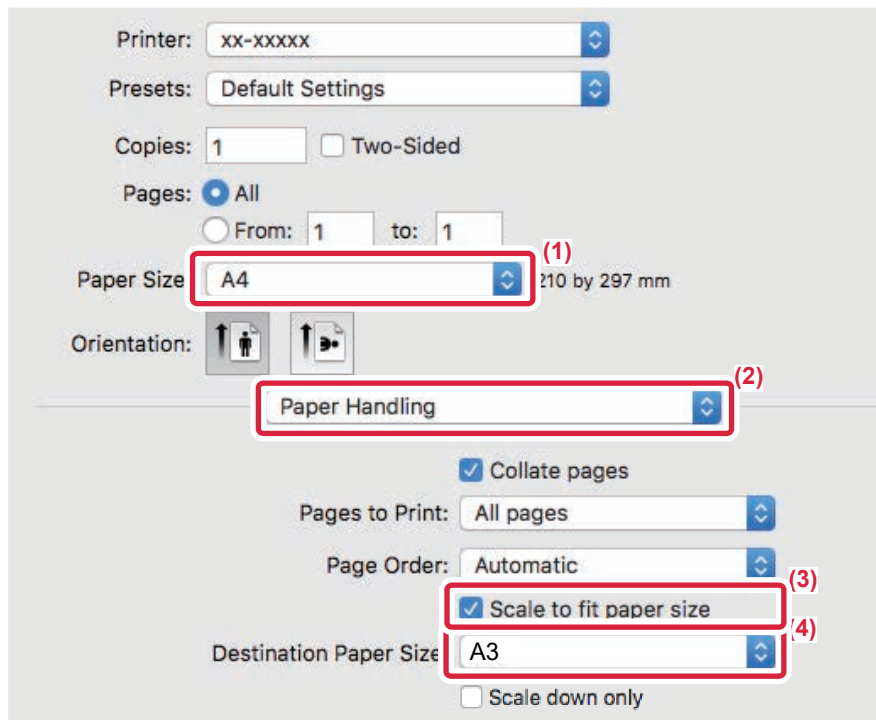 Printer: xx-xxxxx
Presets: Default Settings
Copies: 1 Two-Sided
Pages: All
From: 1 to: 1
(1)
Paper Size A4 210 by 297 mm
Orientation:
(2)
Paper Handling
Collate pages
Pages to Print: All pages
Page Order: Automatic
(3)
Scale to fit paper size
(4)
Destination Paper Size A3
Scale down only